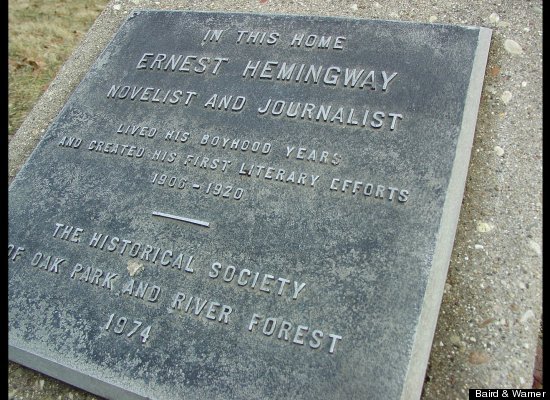 IN THIS HOME
ERNEST HEMINGWAY
NOVELIST AND JOURNALIST
LIVED HIS BOYHOOD YEARS
AND CREATED HIS FIRST LITERARY EFFORTS
1906-1920
THE HISTORICAL SOCIETY
OF OAK PARK AND RIVER FOREST
1974
Baird & Warner